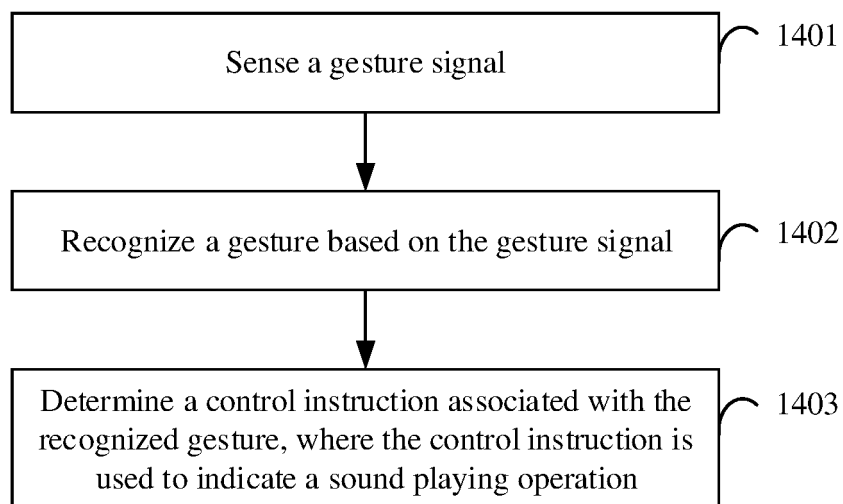 Sense a gesture signal
1401
Recognize a gesture based on the gesture signal
1402
Determine a control instruction associated with the
recognized gesture, where the control instruction is
used to indicate a sound playing operation
1403